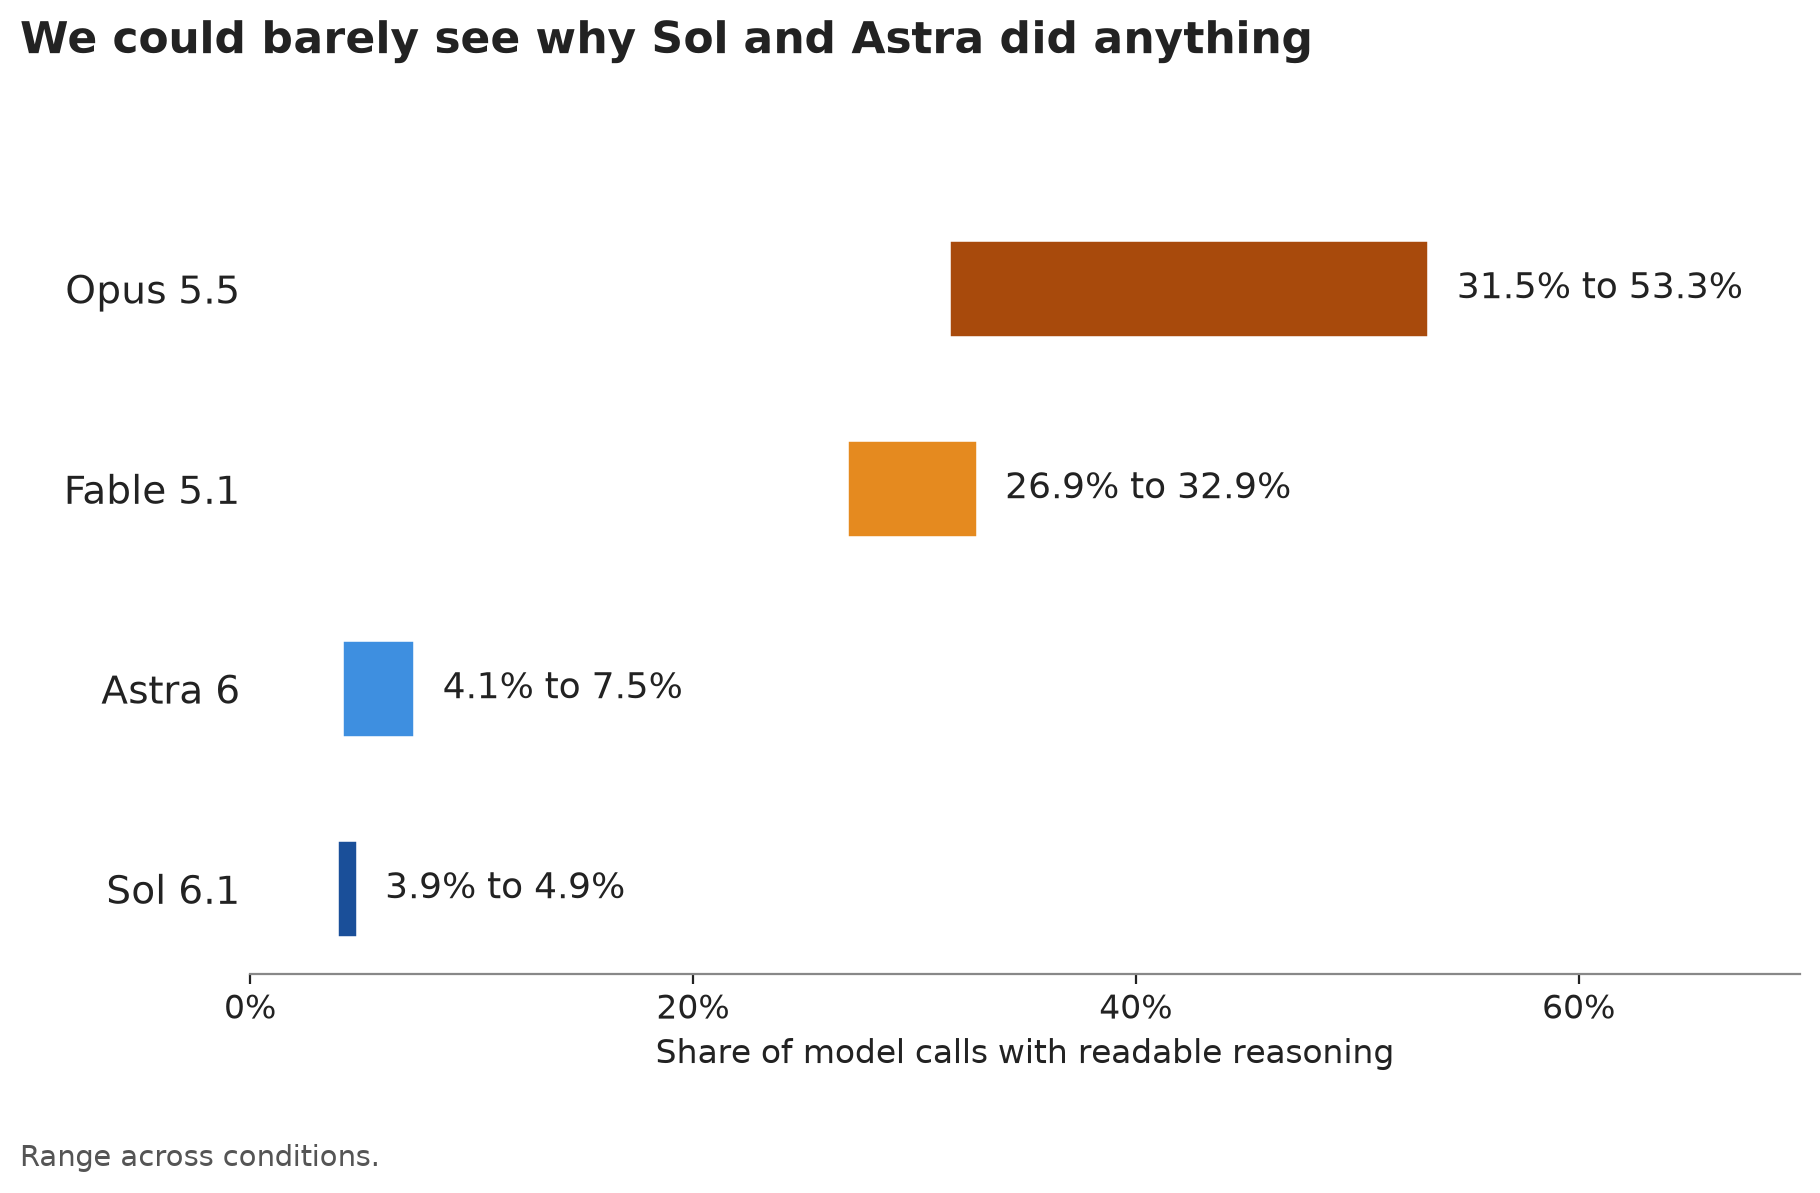 We could barely see why Sol and Astra did anything
Opus 5.5
31.5% to 53.3%
Fable 5.1
26.9% to 32.9%
Astra 6
4.1% to 7.5%
Sol 6.1
3.9% to 4.9%
0%
20%
40%
60%
Share of model calls with readable reasoning
Range across conditions.